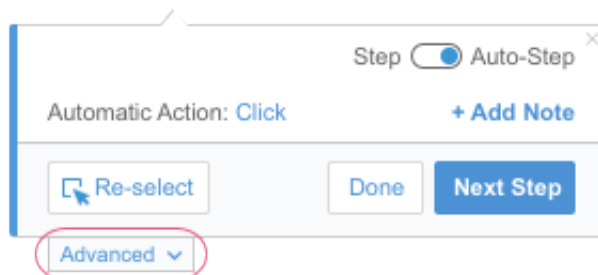 Step Auto-Step
Automatic Action: Click + Add Note
Re-select Done Next Step
Advanced